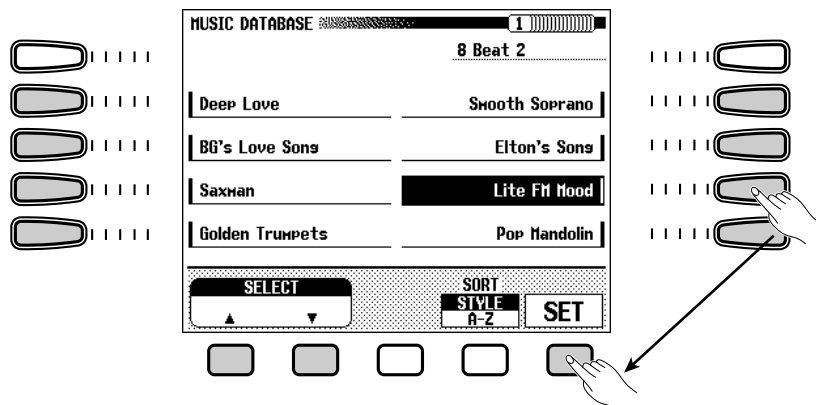 MUSIC DATABASE 1
8 Beat 2
Deep Love Smooth Soprano
BG's Love Song Elton's Song
Saxman Lite FM Mood
Golden Trumpets Pop Mandolin
SELECT SORT
STYLE SET
▲ ▼ A-Z